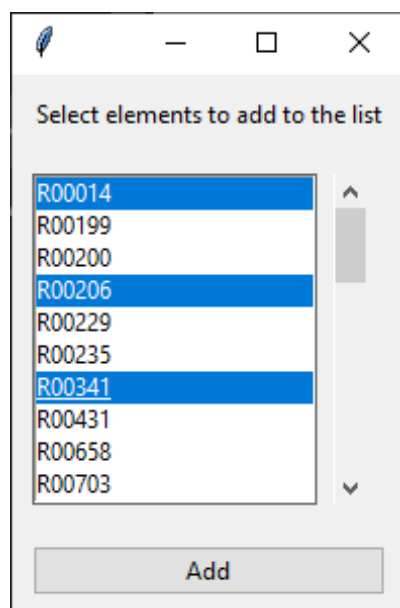 Select elements to add to the list
R00014
R00199
R00200
R00206
R00229
R00235
R00341
R00431
R00658
R00703
Add